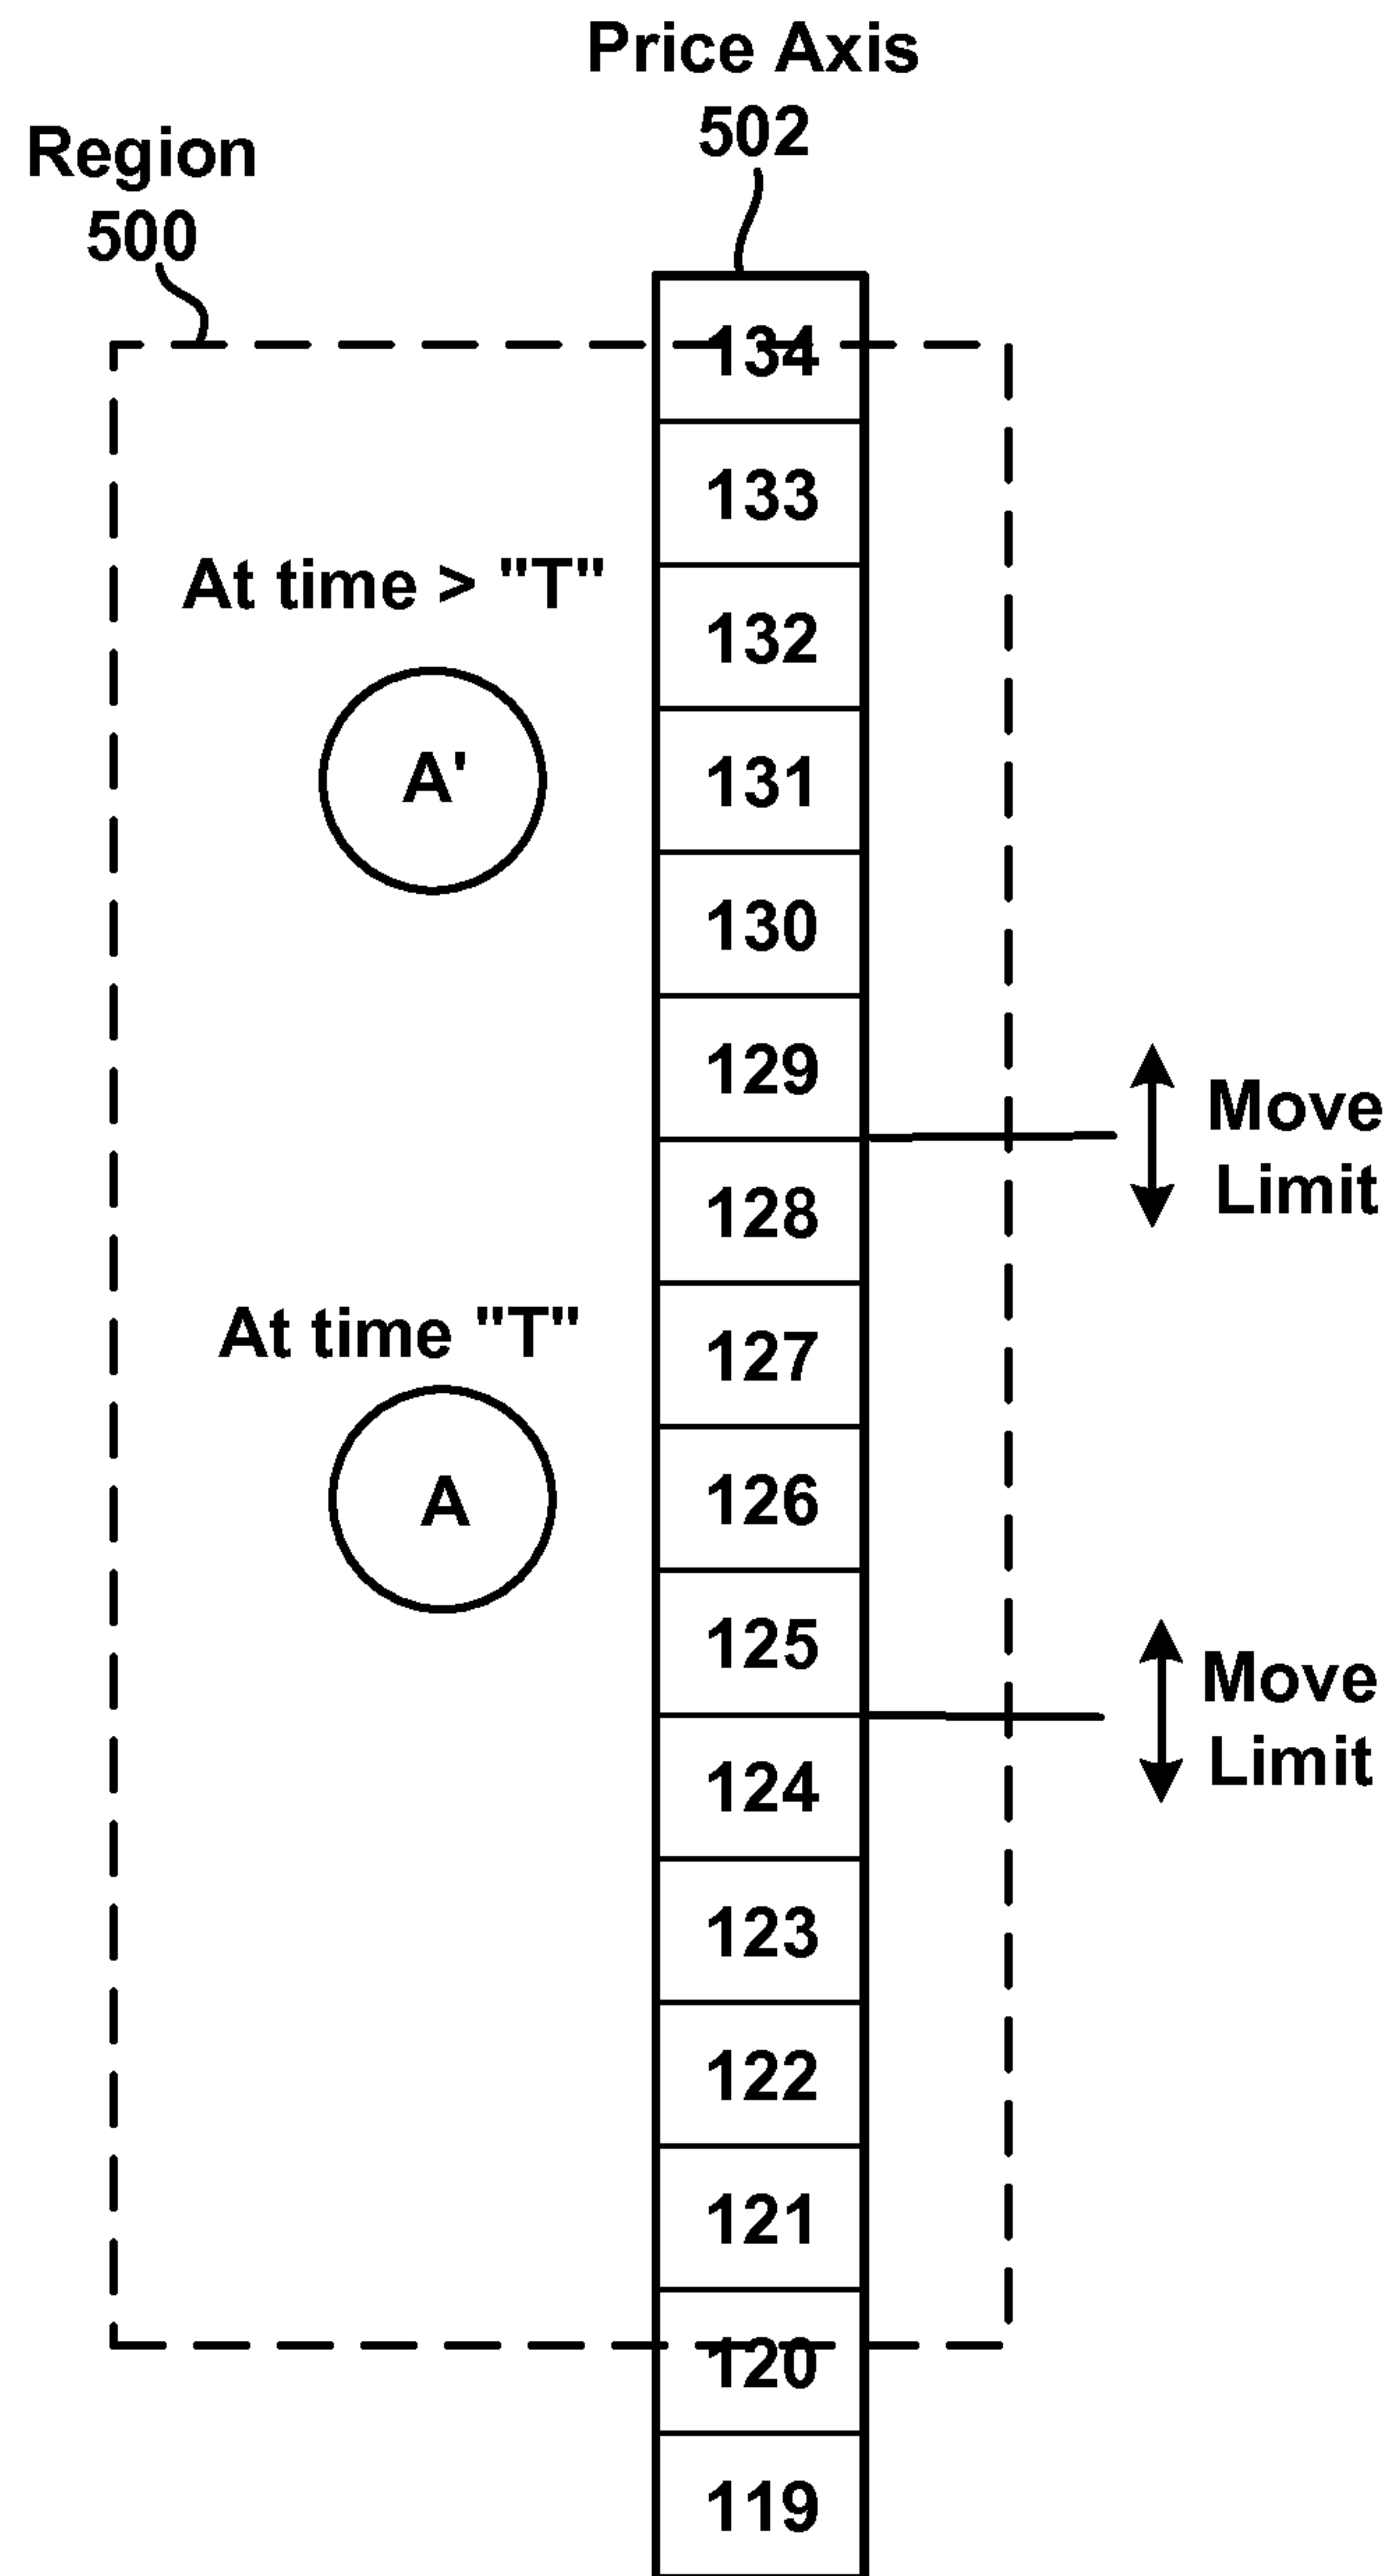 Price Axis
502
Region
500
134
133
At time > "T"
132
A'
131
130
129
Move
Limit
128
At time "T"
127
A
126
125
Move
Limit
124
123
122
121
120
119